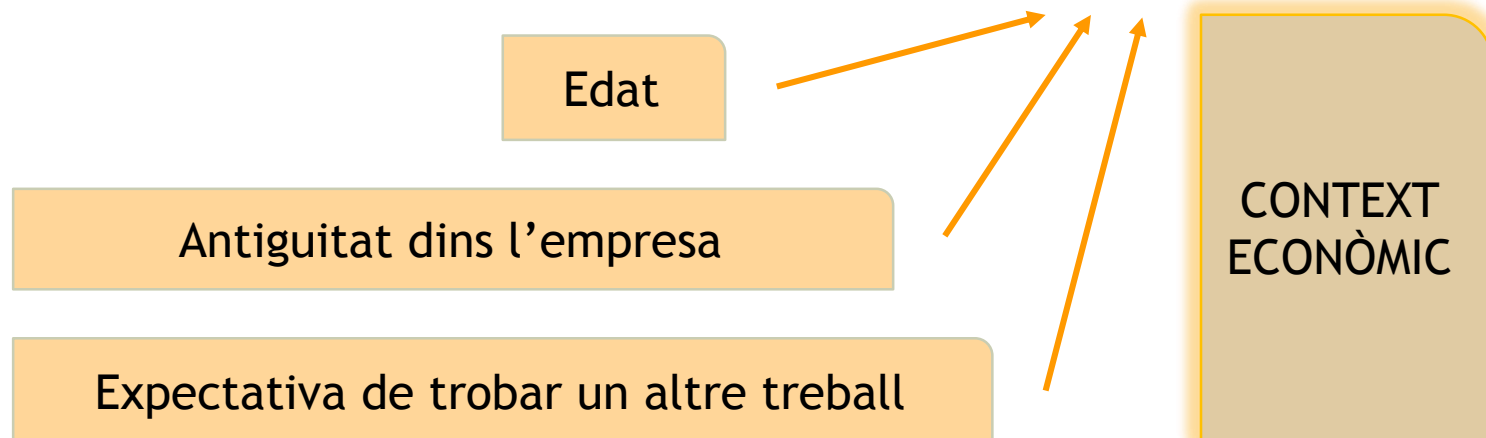 Edat
Antiguitat dins l’empresa
Expectativa de trobar un altre treball
CONTEXT
ECONÒMIC